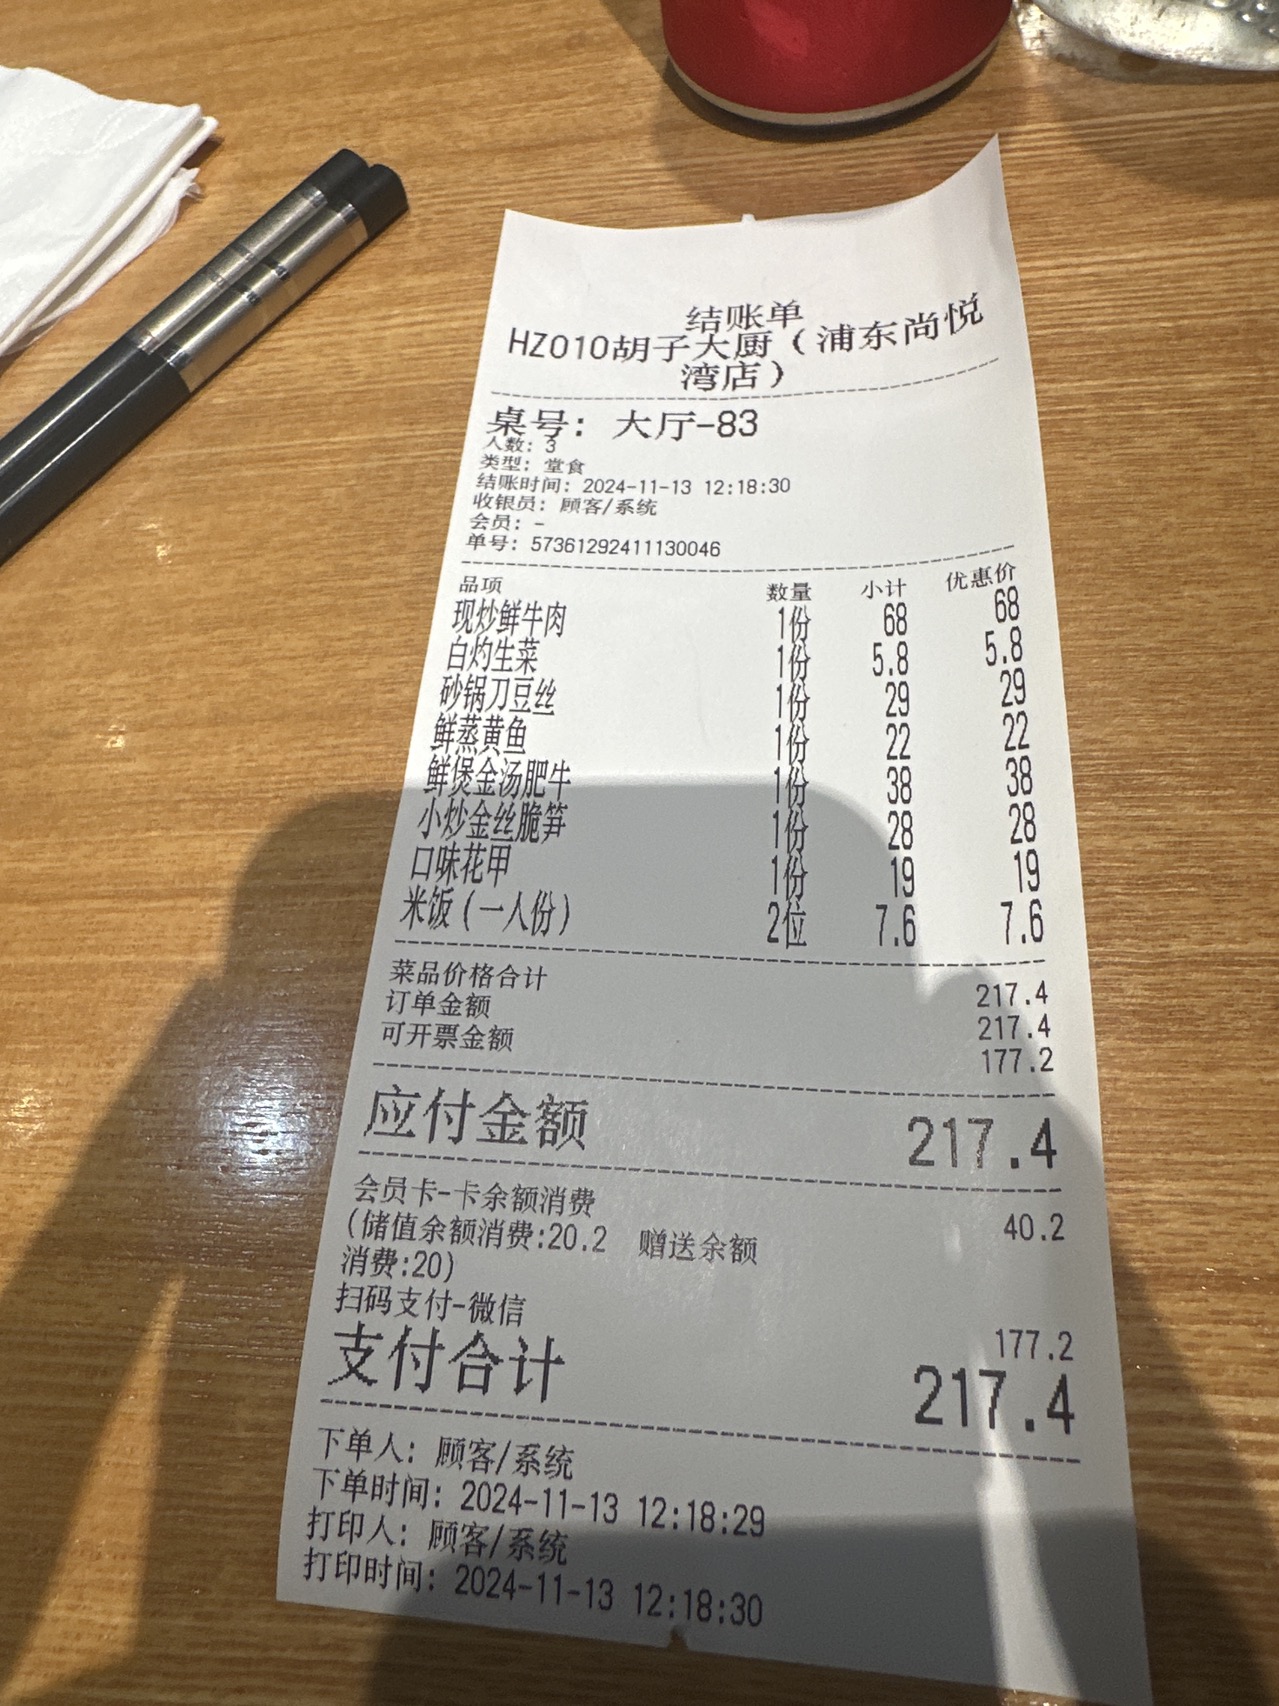 结账单
HZ010胡子大厨（浦东尚悦
湾店）
桌号： 大厅-83
人数: 3
类型: 堂食
结账时间: 2024-11-13 12:18:30
收银员: 顾客/系统
会员: -
单号: 57361292411130046
品项 数量 小计 优惠价
现炒鲜牛肉 1份 68 68
白灼生菜 1份 5.8 5.8
砂锅刀豆丝 1份 29 29
鲜蒸黄鱼 1份 22 22
鲜煲金汤肥牛 1份 38 38
小炒金丝脆笋 1份 28 28
口味花甲 1份 19 19
米饭（一人份） 2位 7.6 7.6
菜品价格合计 217.4
订单金额 217.4
可开票金额 177.2
应付金额 217.4
会员卡-卡余额消费 40.2
(储值余额消费:20.2 赠送余额
消费:20)
扫码支付-微信 177.2
支付合计 217.4
下单人: 顾客/系统
下单时间: 2024-11-13 12:18:29
打印人: 顾客/系统
打印时间: 2024-11-13 12:18:30